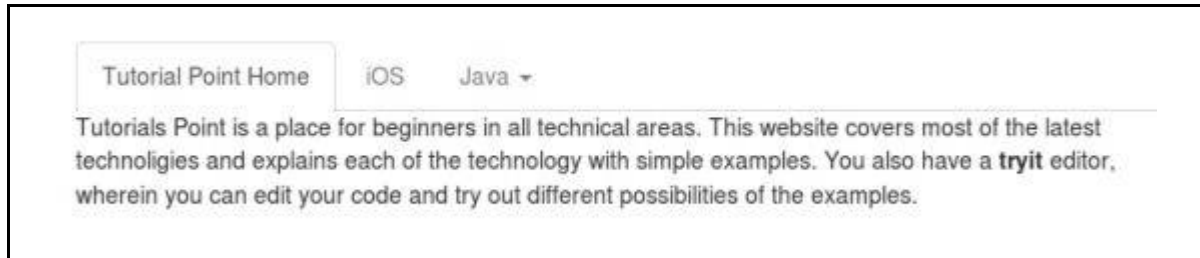 Tutorial Point Home iOS Java
Tutorials Point is a place for beginners in all technical areas. This website covers most of the latest
technoligies and explains each of the technology with simple examples. You also have a tryit editor,
wherein you can edit your code and try out different possibilities of the examples.